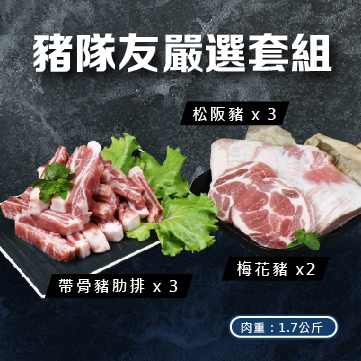 豬隊友嚴選套組
松阪豬 x 3
梅花豬 x2
帶骨豬肋排 x 3
肉重：1.7公斤